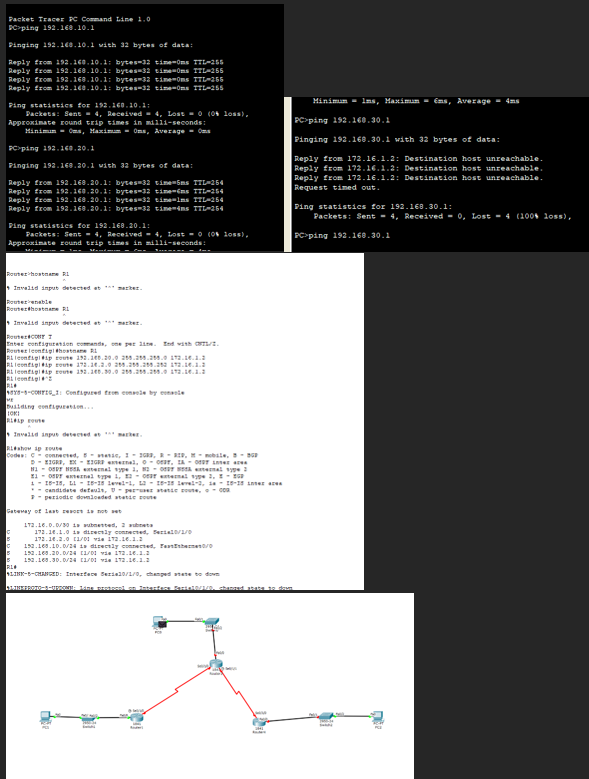 Packet Tracer PC Command Line 1.0
PC>ping 192.168.10.1
Pinging 192.168.10.1 with 32 bytes of data:
Reply from 192.168.10.1: bytes=32 time=0ms TTL=255
Reply from 192.168.10.1: bytes=32 time=0ms TTL=255
Reply from 192.168.10.1: bytes=32 time=0ms TTL=255
Reply from 192.168.10.1: bytes=32 time=0ms TTL=255
Ping statistics for 192.168.10.1:
Packets: Sent = 4, Received = 4, Lost = 0 (0% loss),
Approximate round trip times in milli-seconds:
Minimum = 0ms, Maximum = 0ms, Average = 0ms
PC>ping 192.168.20.1
Pinging 192.168.20.1 with 32 bytes of data:
Reply from 192.168.20.1: bytes=32 time=5ms TTL=254
Reply from 192.168.20.1: bytes=32 time=6ms TTL=254
Reply from 192.168.20.1: bytes=32 time=1ms TTL=254
Reply from 192.168.20.1: bytes=32 time=4ms TTL=254
Ping statistics for 192.168.20.1:
Packets: Sent = 4, Received = 4, Lost = 0 (0% loss),
Approximate round trip times in milli-seconds:
Minimum = 1ms, Maximum = 6ms, Average = 4ms
Minimum = 1ms, Maximum = 6ms, Average = 4ms
PC>ping 192.168.30.1
Pinging 192.168.30.1 with 32 bytes of data:
Reply from 172.16.1.2: Destination host unreachable.
Reply from 172.16.1.2: Destination host unreachable.
Reply from 172.16.1.2: Destination host unreachable.
Request timed out.
Ping statistics for 192.168.30.1:
Packets: Sent = 4, Received = 0, Lost = 4 (100% loss),
PC>ping 192.168.30.1
Router>hostname R1
^
% Invalid input detected at '^' marker.
Router>enable
Router#hostname R1
^
% Invalid input detected at '^' marker.
Router#CONF T
Enter configuration commands, one per line. End with CNTL/Z.
Router(config)#hostname R1
R1(config)#ip route 192.168.20.0 255.255.255.0 172.16.1.2
R1(config)#ip route 172.16.2.0 255.255.255.252 172.16.1.2
R1(config)#ip route 192.168.30.0 255.255.255.0 172.16.1.2
R1(config)#^Z
R1#
%SYS-5-CONFIG_I: Configured from console by console
wr
Building configuration...
[OK]
R1#ip route
^
% Invalid input detected at '^' marker.
R1#show ip route
Codes: C - connected, S - static, I - IGRP, R - RIP, M - mobile, B - BGP
D - EIGRP, EX - EIGRP external, O - OSPF, IA - OSPF inter area
N1 - OSPF NSSA external type 1, N2 - OSPF NSSA external type 2
E1 - OSPF external type 1, E2 - OSPF external type 2, E - EGP
i - IS-IS, L1 - IS-IS level-1, L2 - IS-IS level-2, ia - IS-IS inter area
* - candidate default, U - per-user static route, o - ODR
P - periodic downloaded static route
Gateway of last resort is not set
172.16.0.0/30 is subnetted, 2 subnets
C 172.16.1.0 is directly connected, Serial0/1/0
S 172.16.2.0 [1/0] via 172.16.1.2
C 192.168.10.0/24 is directly connected, FastEthernet0/0
S 192.168.20.0/24 [1/0] via 172.16.1.2
S 192.168.30.0/24 [1/0] via 172.16.1.2
R1#
%LINK-5-CHANGED: Interface Serial0/1/0, changed state to down
%LINEPROTO-5-UPDOWN: Line protocol on Interface Serial0/1/0, changed state to down
PC0
PC1
PC2